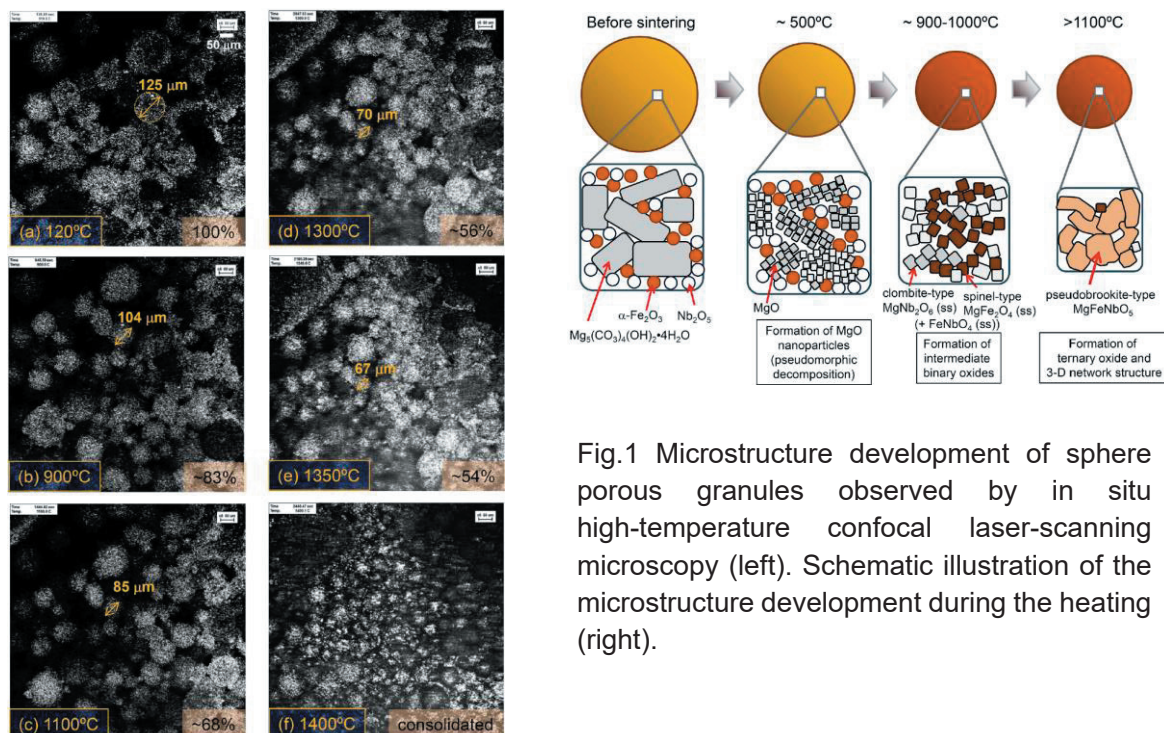 125 μm
50 μm
(a) 120ºC
100%
104 μm
(b) 900ºC
~83%
85 μm
(c) 1100ºC
~68%
70 μm
(d) 1300ºC
~56%
67 μm
(e) 1350ºC
~54%
(f) 1400ºC
consolidated
Before sintering
~ 500ºC
~ 900-1000ºC
>1100ºC
α-Fe2O3
Nb2O5
Mg5(CO3)4(OH)2•4H2O
MgO
Formation of MgO
nanoparticles
(pseudomorphic
decomposition)
clombite-type
MgNb2O6 (ss)
(+ FeNbO4 (ss))
spinel-type
MgFe2O4 (ss)
Formation of
intermediate
binary oxides
pseudobrookite-type
MgFeNbO5
Formation of
ternary oxide and
3-D network structure
Fig.1 Microstructure development of sphere
porous granules observed by in situ
high-temperature confocal laser-scanning
microscopy (left). Schematic illustration of the
microstructure development during the heating
(right).